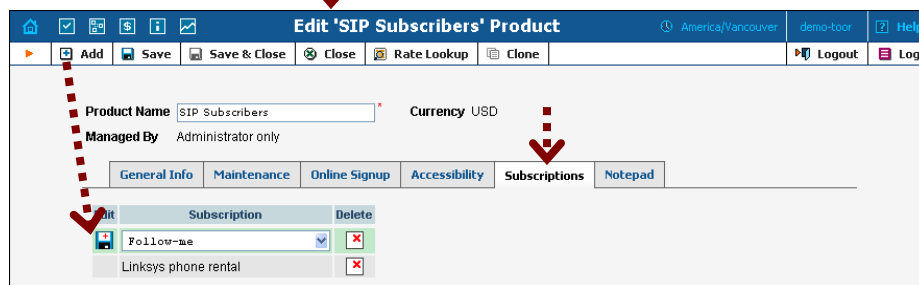 Edit 'SIP Subscribers' Product America/Vancouver demo-toor Help
Add Save Save & Close Close Rate Lookup Clone Logout Log
Product Name SIP Subscribers * Currency USD
Managed By Administrator only
General Info Maintenance Online Signup Accessibility Subscriptions Notepad
Edit Subscription Delete
Follow-me
Linksys phone rental